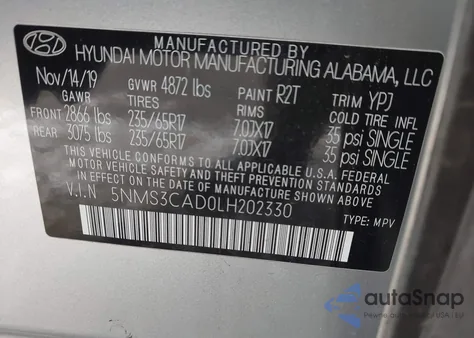 MANUFACTURED BY
HYUNDAI MOTOR MANUFACTURING ALABAMA, LLC
Nov/14/19 GVWR 4872 lbs PAINT R2T TRIM YPJ
GAWR TIRES RIMS COLD TIRE INFL
FRONT 2866 lbs 235/65R17 7.0JX17 35 psi SINGLE
REAR 3075 lbs 235/65R17 7.0JX17 35 psi SINGLE
THIS VEHICLE CONFORMS TO ALL APPLICABLE U.S.A. FEDERAL
MOTOR VEHICLE SAFETY, BUMPER, AND THEFT PREVENTION STANDARDS
IN EFFECT ON THE DATE OF MANUFACTURE SHOWN ABOVE.
V.I.N 5NMS3CAD0LH202330
TYPE: MPV
autoSnap